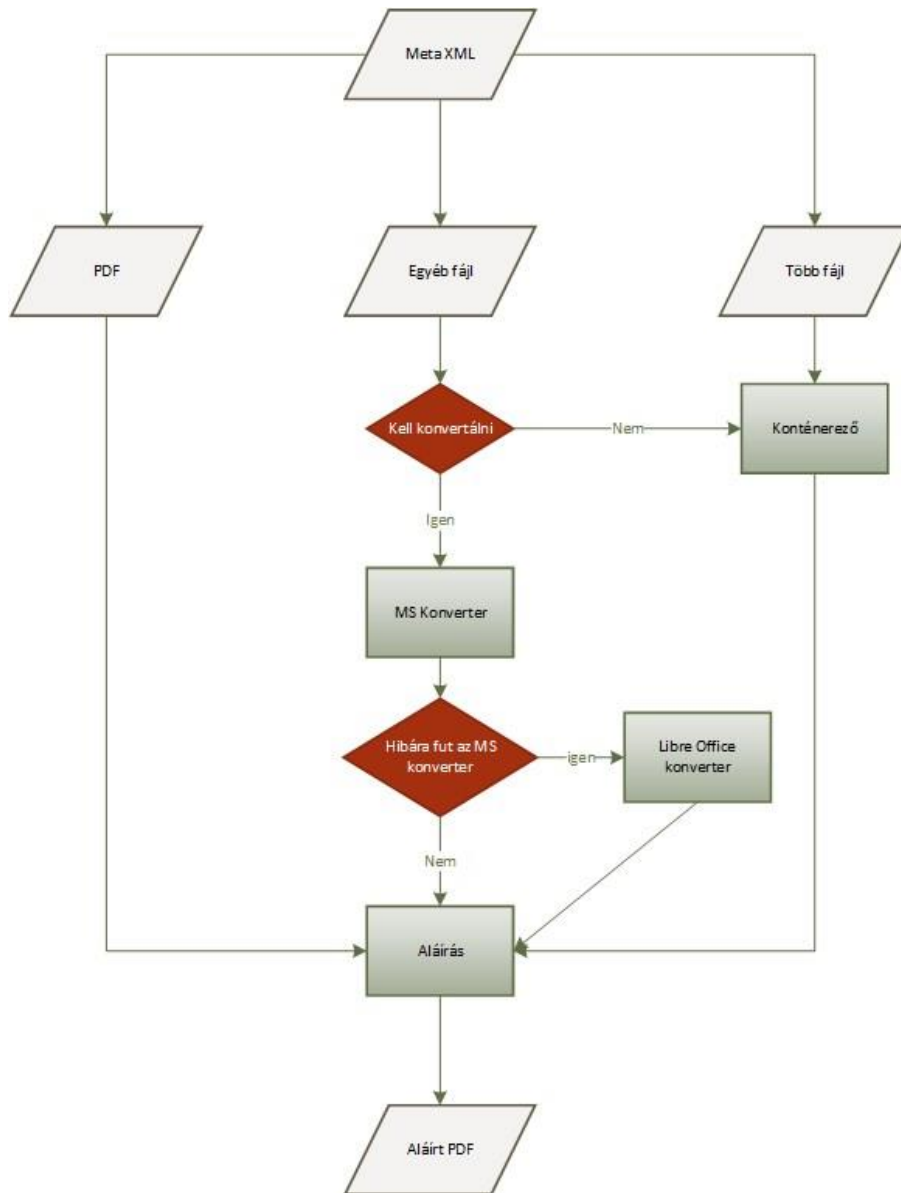 Meta XML
PDF
Egyéb fájl
Több fájl
Kell konvertálni
Nem
Konténerező
Igen
MS Konverter
Hibára fut az MS
konverter
igen
Libre Office
konverter
Nem
Aláírás
Aláírt PDF